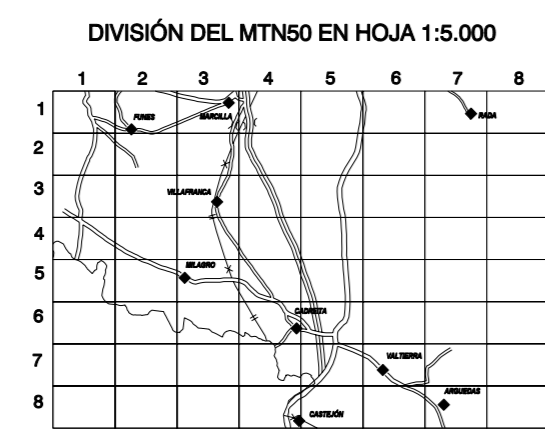 DIVISIÓN DEL MTN50 EN HOJA 1:5.000
1 2 3 4 5 6 7 8
1
FUNES
MARCILLA
RADA
2
3
VILLAFRANCA
4
5
MILAGRO
6
CADREITA
7
VALTIERRA
8
ARGUEDAS
CASTEJÓN